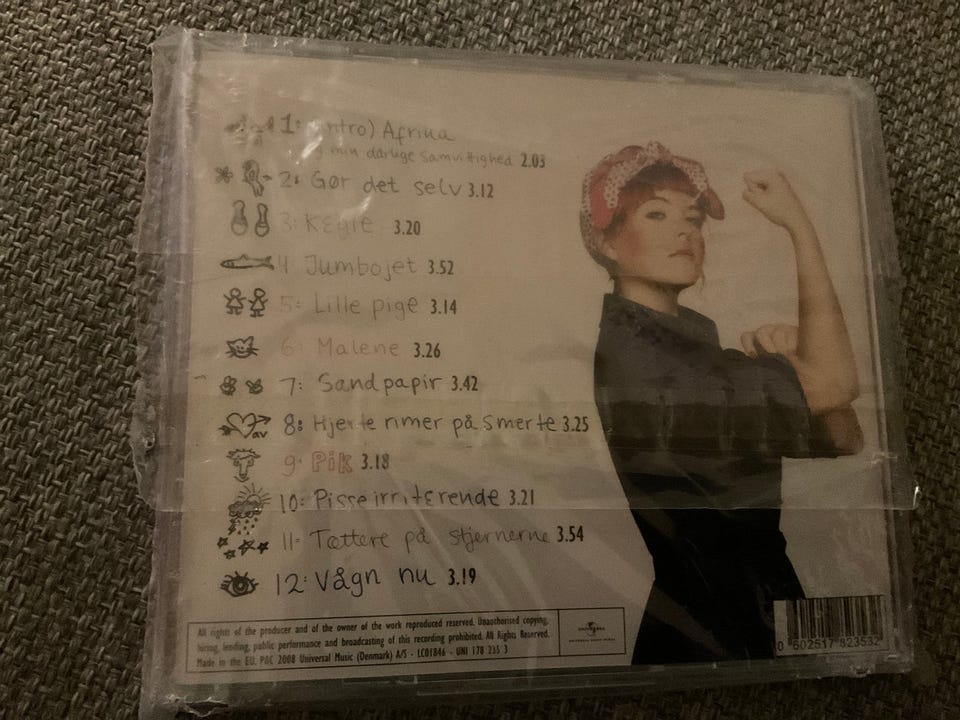 1: (intro) Afrika
min dårlige samvittighed 2.03
2: Gør det selv 3.12
3: Kegle 3.20
4 Jumbojet 3.52
5: Lille pige 3.14
6: Malene 3.26
7: Sandpapir 3.42
8: Hjerte rimer på smerte 3.25
av
9: Pik 3.18
10: Pisseirriterende 3.21
11: Tættere på stjernerne 3.54
12: Vågn nu 3.19
All rights of the producer and of the owner of the work reproduced reserved. Unauthorised copying,
hiring, lending, public performance and broadcasting of this recording prohibited. All Rights Reserved.
Made in the EU. PAC 2008 Universal Music (Denmark) A/S - LC01846 - UNI 178 235 3
UNIVERSAL
0 602517 823532